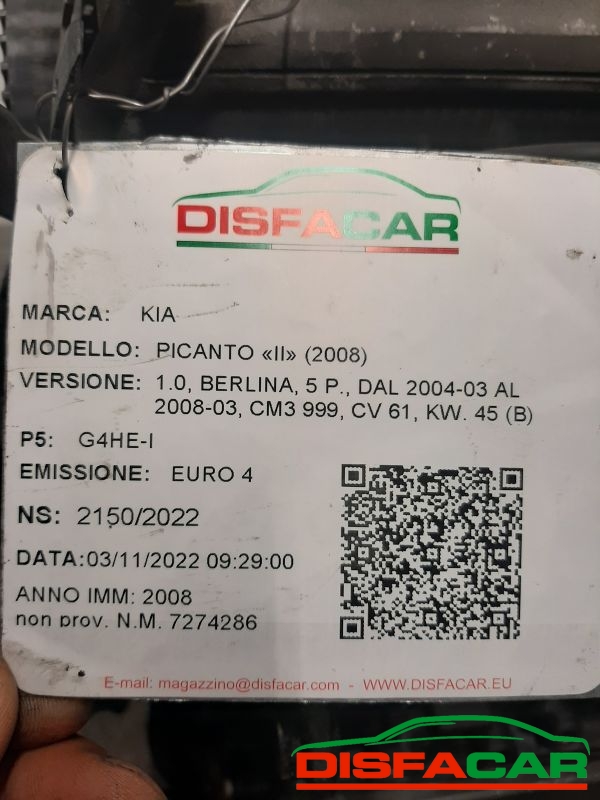 DISFACAR
MARCA: KIA
MODELLO: PICANTO «II» (2008)
VERSIONE: 1.0, BERLINA, 5 P., DAL 2004-03 AL
2008-03, CM3 999, CV 61, KW. 45 (B)
P5: G4HE-I
EMISSIONE: EURO 4
NS: 2150/2022
DATA:03/11/2022 09:29:00
ANNO IMM: 2008
non prov. N.M. 7274286
E-mail: magazzino@disfacar.com - WWW.DISFACAR.EU
DISFACAR